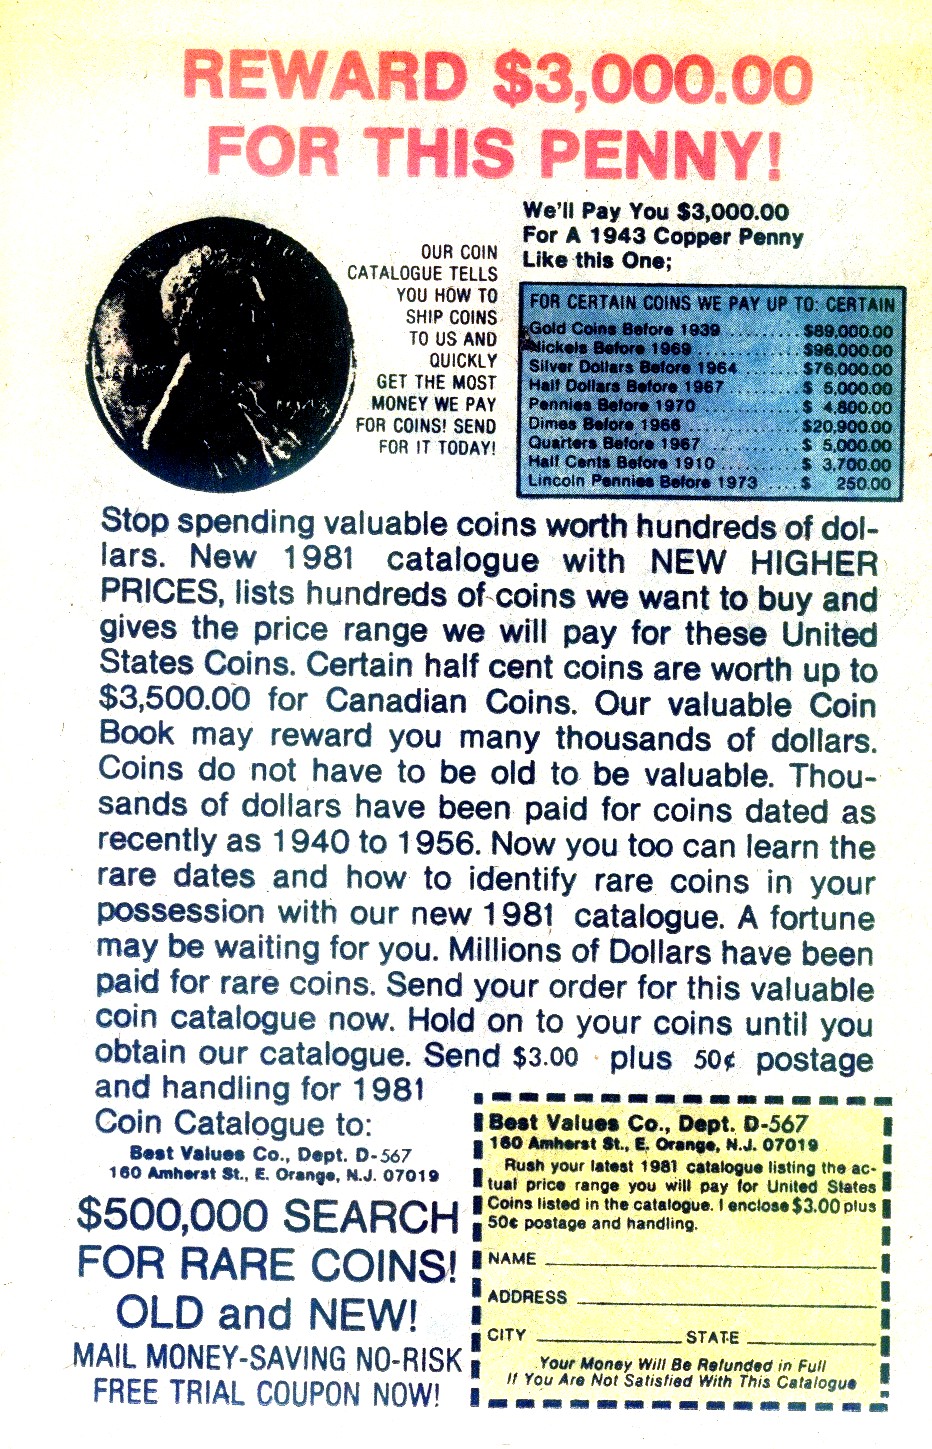 REWARD $3,000.00
FOR THIS PENNY!
OUR COIN
CATALOGUE TELLS
YOU HOW TO
SHIP COINS
TO US AND
QUICKLY
GET THE MOST
MONEY WE PAY
FOR COINS! SEND
FOR IT TODAY!
We'll Pay You $3,000.00
For A 1943 Copper Penny
Like this One;
FOR CERTAIN COINS WE PAY UP TO: CERTAIN
Gold Coins Before 1939 .......... $89,000.00
Nickels Before 1969 ............. $96,000.00
Silver Dollars Before 1964 ....... $76,000.00
Half Dollars Before 1967 ......... $ 5,000.00
Pennies Before 1970 ............ $ 4,800.00
Dimes Before 1966 .............. $20,900.00
Quarters Before 1967 ............ $ 5,000.00
Half Cents Before 1910 .......... $ 3,700.00
Lincoln Pennies Before 1973 .... $ 250.00
Stop spending valuable coins worth hundreds of dol-
lars. New 1981 catalogue with NEW HIGHER
PRICES, lists hundreds of coins we want to buy and
gives the price range we will pay for these United
States Coins. Certain half cent coins are worth up to
$3,500.00 for Canadian Coins. Our valuable Coin
Book may reward you many thousands of dollars.
Coins do not have to be old to be valuable. Thou-
sands of dollars have been paid for coins dated as
recently as 1940 to 1956. Now you too can learn the
rare dates and how to identify rare coins in your
possession with our new 1981 catalogue. A fortune
may be waiting for you. Millions of Dollars have been
paid for rare coins. Send your order for this valuable
coin catalogue now. Hold on to your coins until you
obtain our catalogue. Send $3.00 plus 50¢ postage
and handling for 1981
Coin Catalogue to:
Best Values Co., Dept. D-567
160 Amherst St., E. Orange, N.J. 07019
$500,000 SEARCH
FOR RARE COINS!
OLD and NEW!
MAIL MONEY-SAVING NO-RISK
FREE TRIAL COUPON NOW!
Best Values Co., Dept. D-567
160 Amherst St., E. Orange, N.J. 07019
Rush your latest 1981 catalogue listing the ac-
tual price range you will pay for United States
Coins listed in the catalogue. I enclose $3.00 plus
50¢ postage and handling.
NAME
ADDRESS
CITY STATE
Your Money Will Be Refunded in Full
If You Are Not Satisfied With This Catalogue